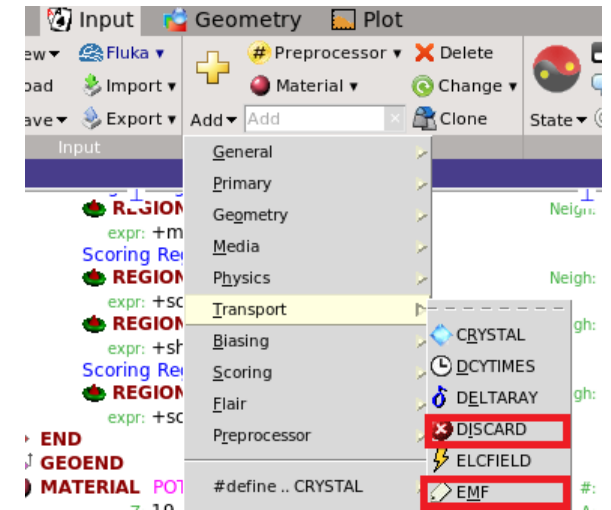 Input Geometry Plot
Fluka Preprocessor Delete
Import Material Change
Export Add Add Clone State
Input
General
Primary
Geometry
Media
Physics
Transport
Biasing
Scoring
Flair
Preprocessor
#define .. CRYSTAL
CRYSTAL
DCYTIMES
DELTARAY
DISCARD
ELCFIELD
EMF
REGION
expr: +m
Scoring Re
REGION
Neigh:
expr: +sc
REGION
expr: +sh
Scoring Re
REGION
expr: +sc
END
GEOEND
MATERIAL POT
#: